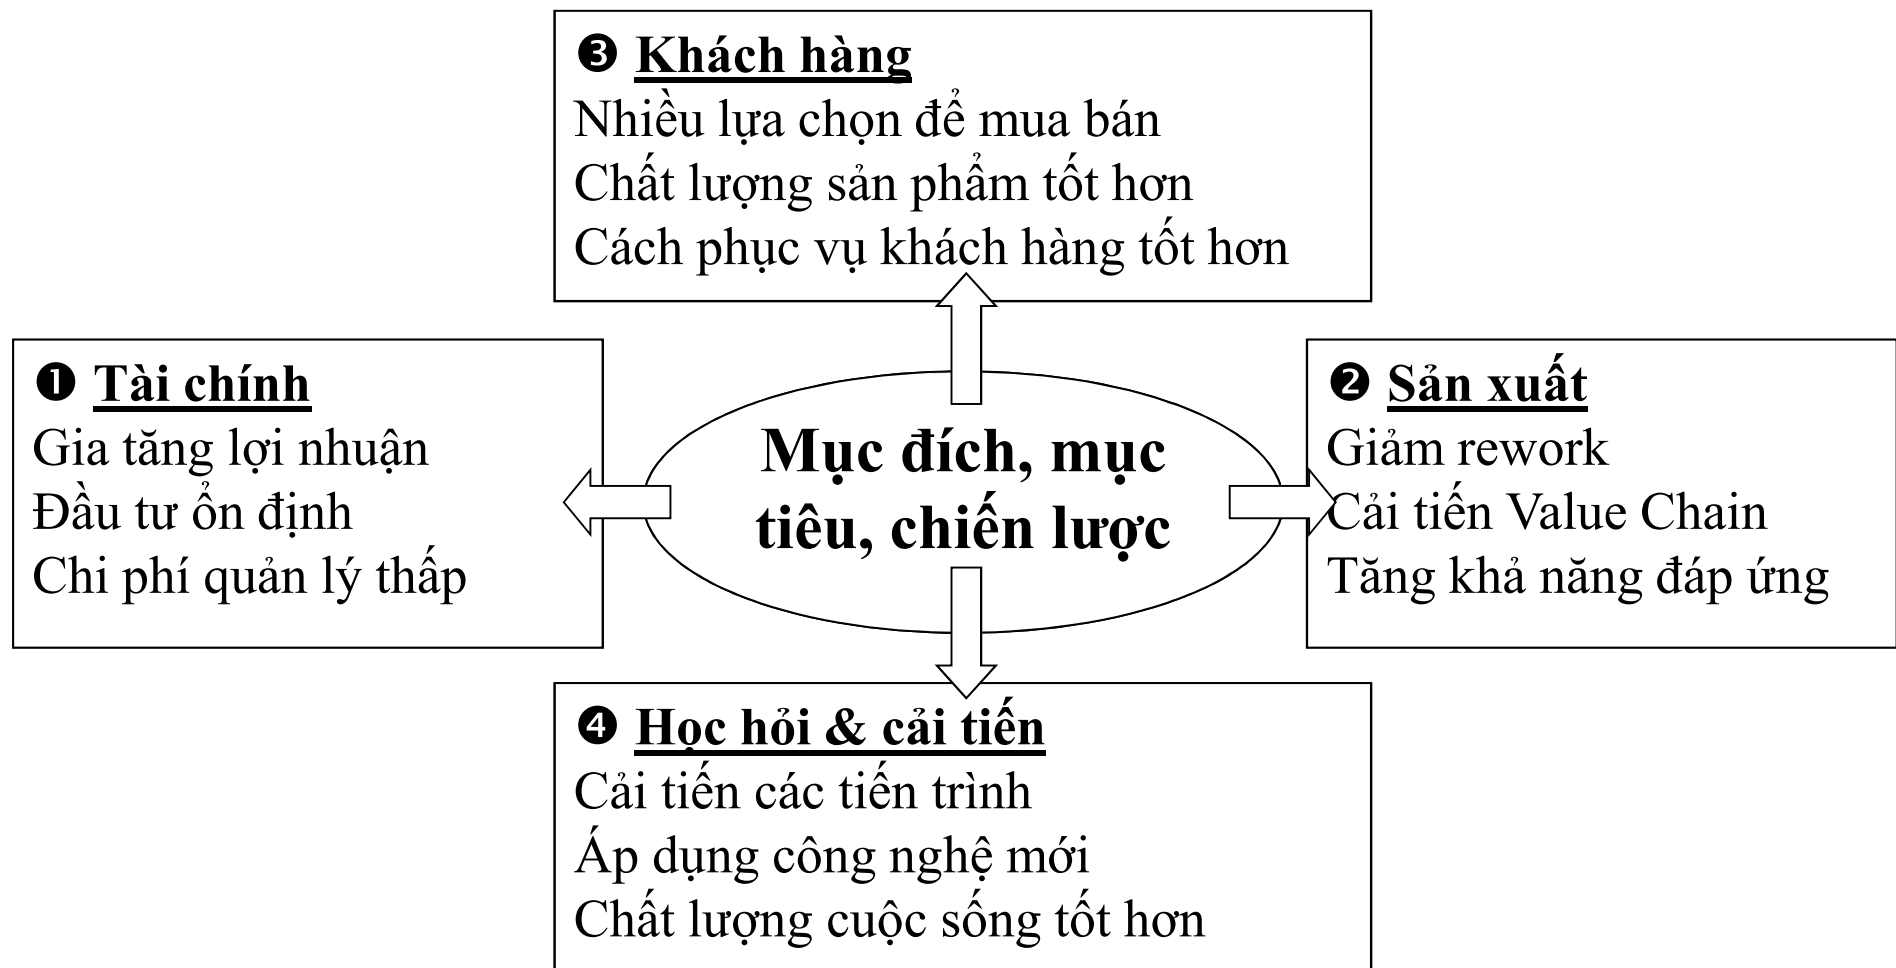 ❸ Khách hàng
Nhiều lựa chọn để mua bán
Chất lượng sản phẩm tốt hơn
Cách phục vụ khách hàng tốt hơn
❶ Tài chính
Gia tăng lợi nhuận
Đầu tư ổn định
Chi phí quản lý thấp
Mục đích, mục
tiêu, chiến lược
❷ Sản xuất
Giảm rework
Cải tiến Value Chain
Tăng khả năng đáp ứng
❹ Học hỏi & cải tiến
Cải tiến các tiến trình
Áp dụng công nghệ mới
Chất lượng cuộc sống tốt hơn